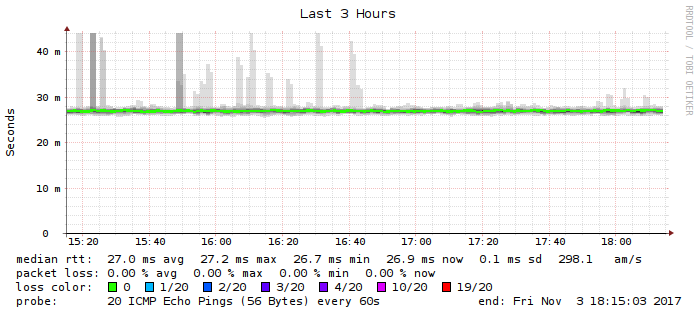 Last 3 Hours
RRDTOOL / TOBI OETIKER
Seconds
40 m
30 m
20 m
10 m
0
15:20 15:40 16:00 16:20 16:40 17:00 17:20 17:40 18:00
median rtt: 27.0 ms avg 27.2 ms max 26.7 ms min 26.9 ms now 0.1 ms sd 298.1 am/s
packet loss: 0.00 % avg 0.00 % max 0.00 % min 0.00 % now
loss color: 0 1/20 2/20 3/20 4/20 10/20 19/20
probe: 20 ICMP Echo Pings (56 Bytes) every 60s end: Fri Nov 3 18:15:03 2017